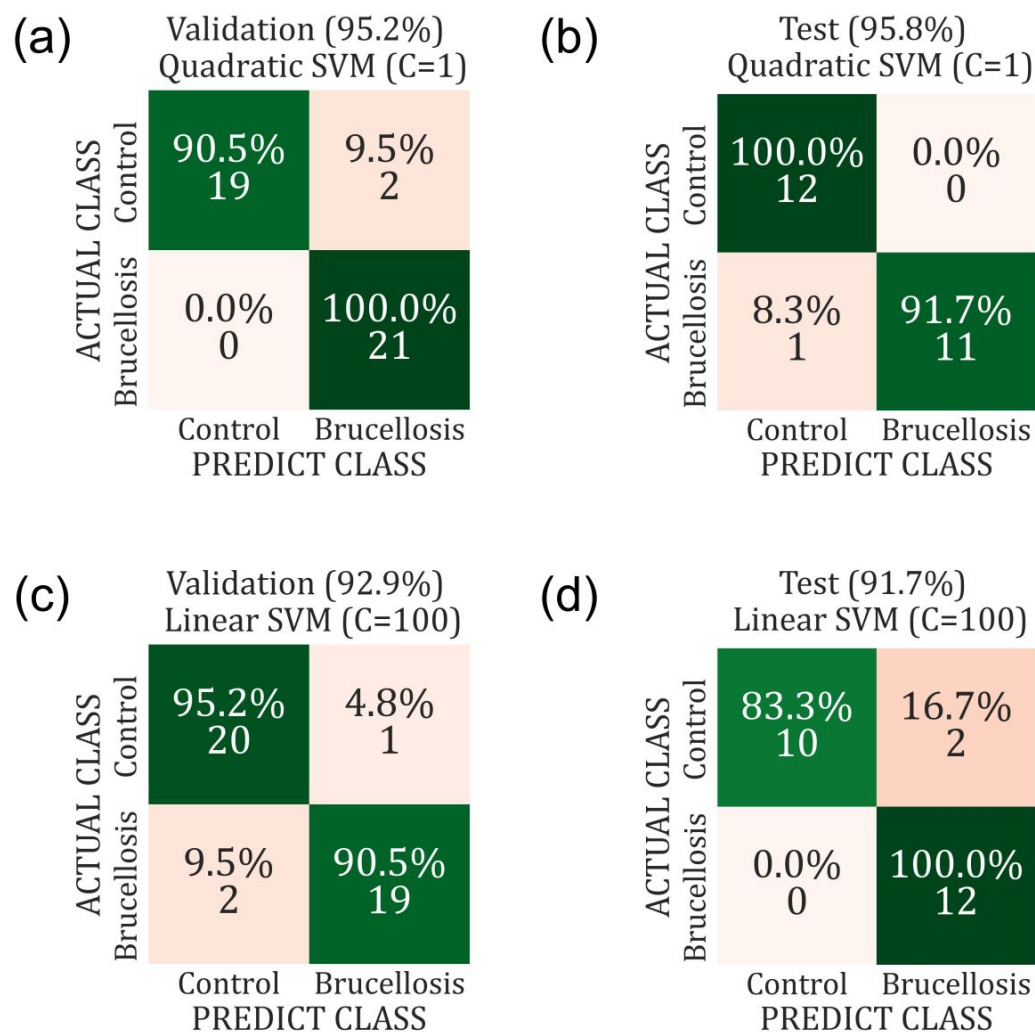 (a)
Validation (95.2%)
Quadratic SVM (C=1)
ACTUAL CLASS
Control
Brucellosis
90.5%
19
9.5%
2
0.0%
0
100.0%
21
Control
Brucellosis
PREDICT CLASS
(b)
Test (95.8%)
Quadratic SVM (C=1)
ACTUAL CLASS
Control
Brucellosis
100.0%
12
0.0%
0
8.3%
1
91.7%
11
Control
Brucellosis
PREDICT CLASS
(c)
Validation (92.9%)
Linear SVM (C=100)
ACTUAL CLASS
Control
Brucellosis
95.2%
20
4.8%
1
9.5%
2
90.5%
19
Control
Brucellosis
PREDICT CLASS
(d)
Test (91.7%)
Linear SVM (C=100)
ACTUAL CLASS
Control
Brucellosis
83.3%
10
16.7%
2
0.0%
0
100.0%
12
Control
Brucellosis
PREDICT CLASS